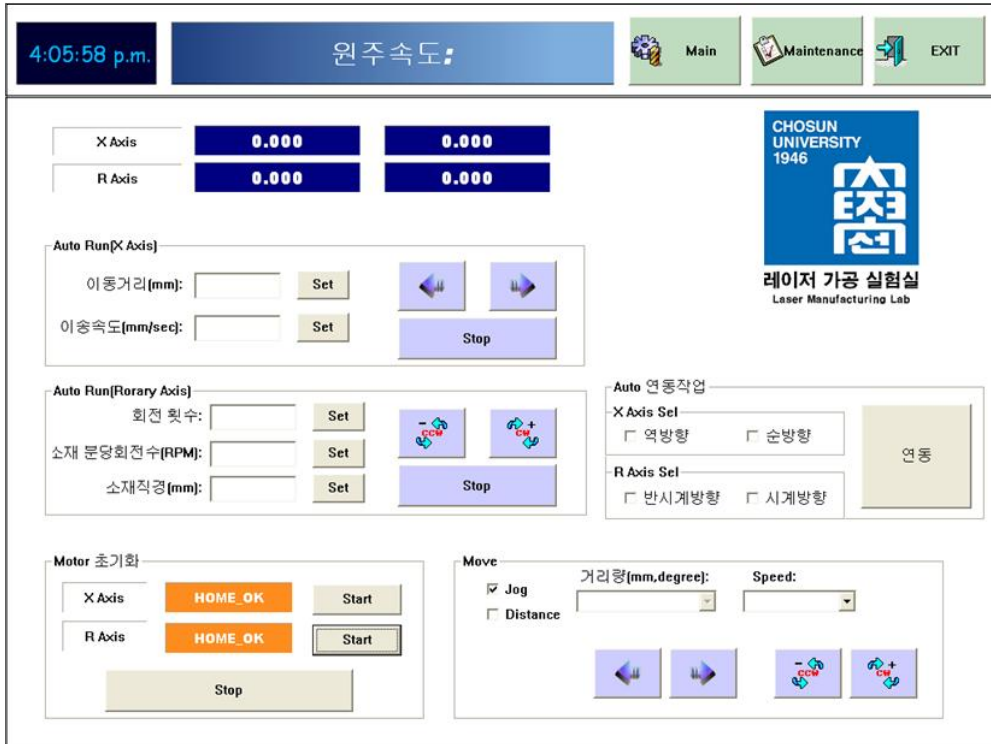 4:05:58 p.m.
원주속도:
Main
Maintenance
EXIT
X Axis 0.000 0.000
R Axis 0.000 0.000
CHOSUN
UNIVERSITY
1946
레이저 가공 실험실
Laser Manufacturing Lab
Auto Run(X Axis)
이동거리(mm): Set
이송속도(mm/sec): Set
Stop
Auto Run(Rorary Axis)
회전 횟수: Set
소재 분당회전수(RPM): Set
소재직경(mm): Set
- CCW
+ CW
Stop
Auto 연동작업
X Axis Sel
역방향 순방향
R Axis Sel
반시계방향 시계방향
연동
Motor 초기화
X Axis HOME_OK Start
R Axis HOME_OK Start
Stop
Move
Jog
Distance
거리량(mm,degree): Speed:
- CCW
+ CW